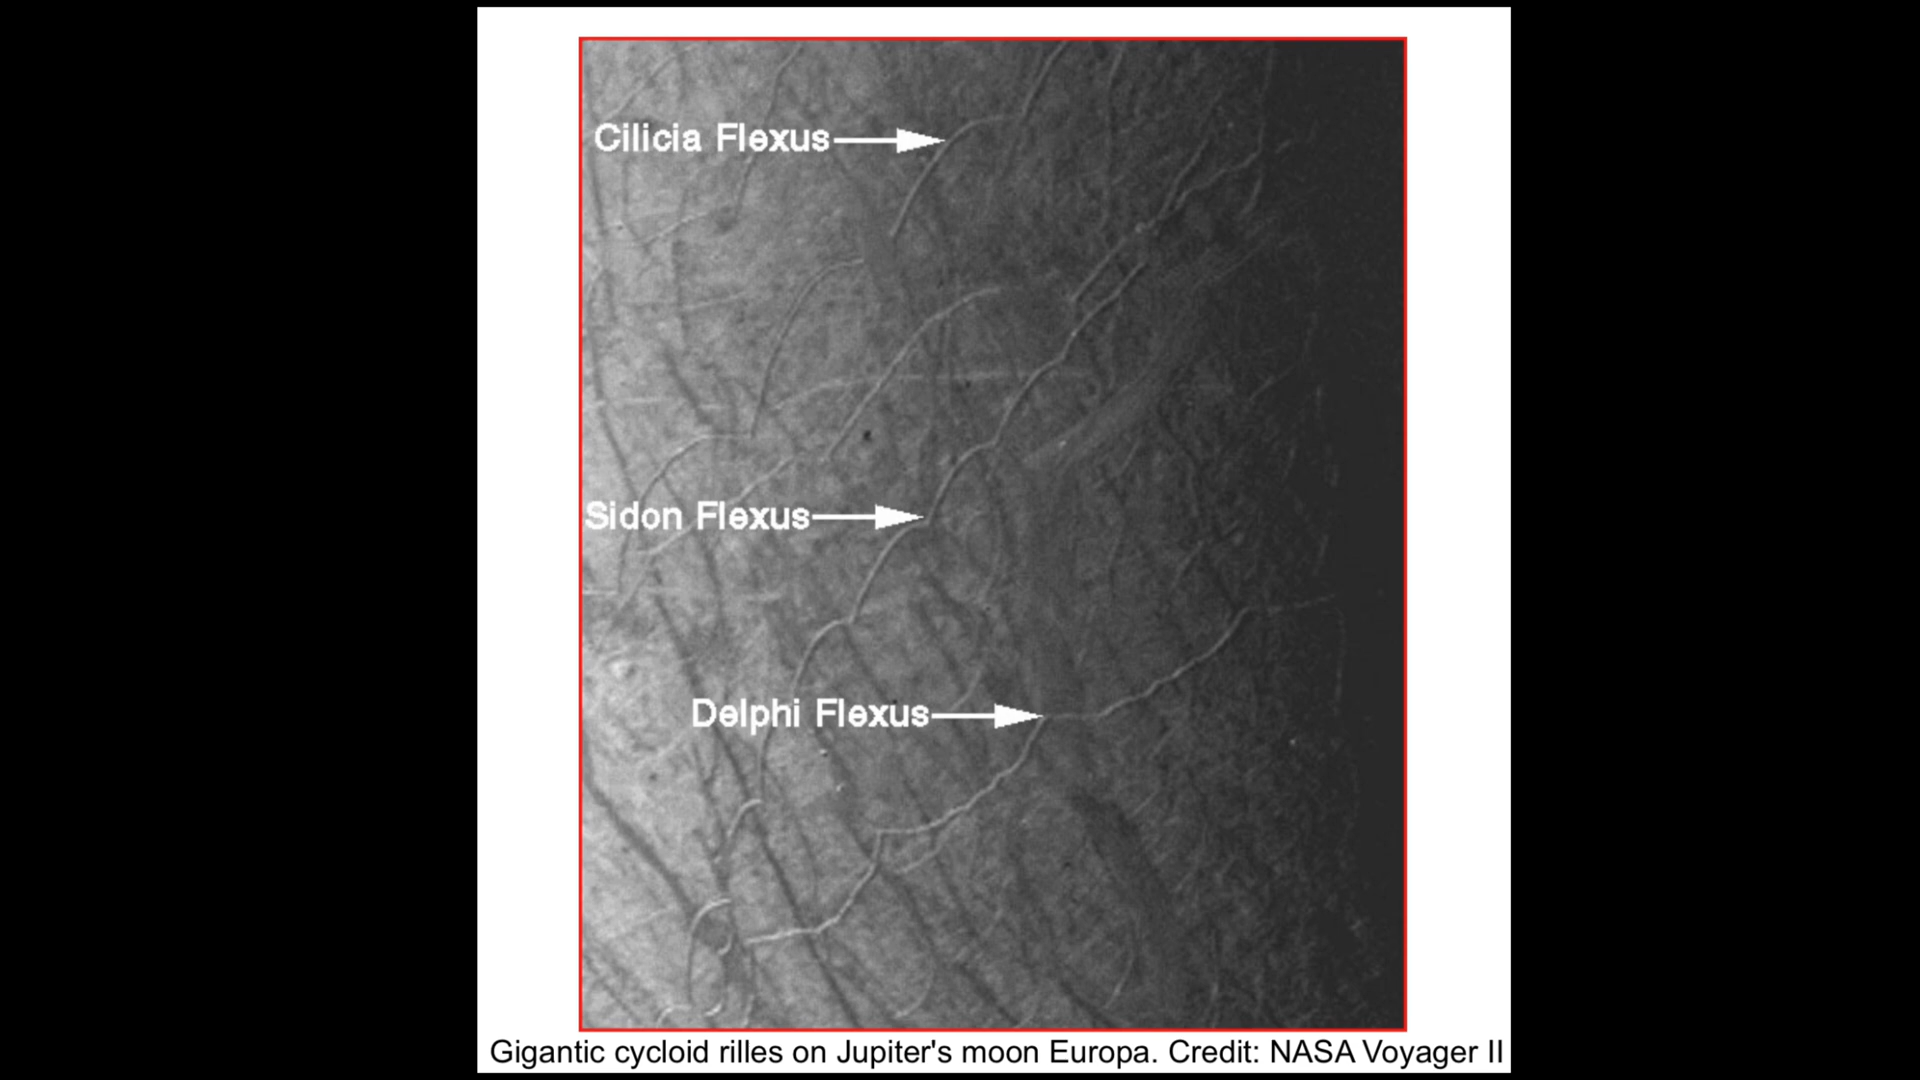 Cilicia Flexus
Sidon Flexus
Delphi Flexus
Gigantic cycloid rilles on Jupiter's moon Europa. Credit: NASA Voyager II